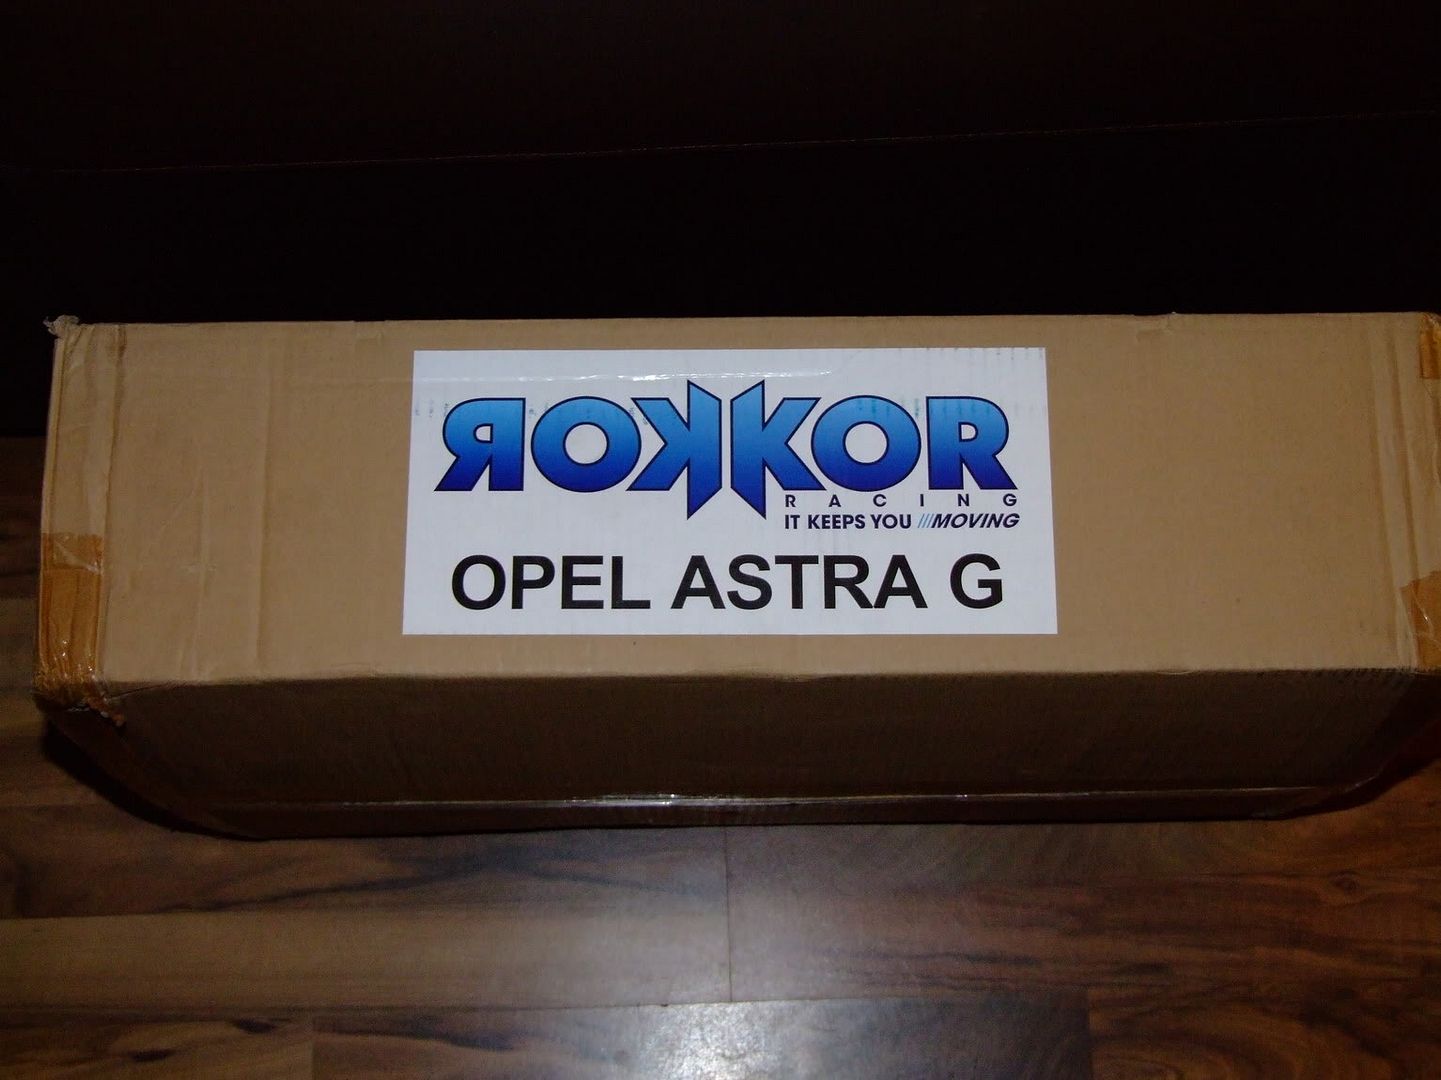 ROKKOR
RACING
IT KEEPS YOU ///MOVING
OPEL ASTRA G